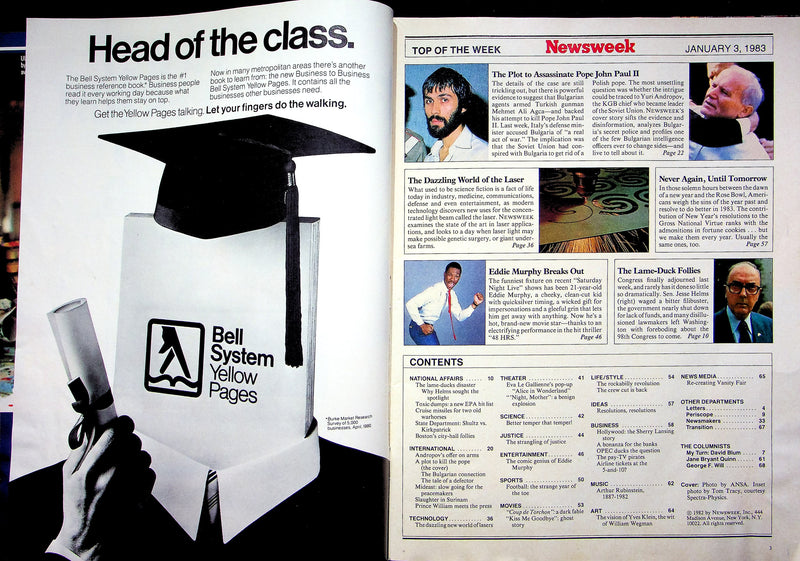 Head of the class.
The Bell System Yellow Pages is the #1
business reference book.* Business people
read it every working day because what
they learn helps them stay on top.
Now in many metropolitan areas there's another
book to learn from: the new Business to Business
Bell System Yellow Pages. It contains all the
businesses other businesses need.
Get the Yellow Pages talking. Let your fingers do the walking.
Bell
System
Yellow
Pages
*Burke Market Research
Survey of 5,000
businesses, April, 1980
TOP OF THE WEEK
Newsweek
JANUARY 3, 1983
The Plot to Assassinate Pope John Paul II
The details of the case are still
trickling out, but there is powerful
evidence to suggest that Bulgarian
agents armed Turkish gunman
Mehmet Ali Agca—and backed
his attempt to kill Pope John Paul
II. Last week, Italy's defense min-
ister accused Bulgaria of "a real
act of war." The implication was
that the Soviet Union had con-
spired with Bulgaria to get rid of a
Polish pope. The most unsettling
question was whether the intrigue
could be traced to Yuri Andropov,
the KGB chief who became leader
of the Soviet Union. NEWSWEEK'S
cover story sifts the evidence and
disinformation, analyzes Bulgar-
ia's secret police and profiles one
of the few Bulgarian intelligence
officers ever to change sides—and
live to tell about it. Page 22
The Dazzling World of the Laser
What used to be science fiction is a fact of life
today in industry, medicine, communications,
defense and even entertainment, as modern
technology discovers new uses for the concen-
trated light beam called the laser. NEWSWEEK
examines the state of the art in laser applica-
tions, and looks to a day when laser light may
make possible genetic surgery, or giant under-
sea farms. Page 36
Never Again, Until Tomorrow
In those solemn hours between the dawn
of a new year and the Rose Bowl, Ameri-
cans weigh the sins of the year past and
resolve to do better in 1983. The contri-
bution of New Year's resolutions to the
Gross National Virtue ranks with the
admonitions in fortune cookies . . . but
we make them every year. Usually the
same ones, too. Page 57
Eddie Murphy Breaks Out
The funniest fixture on recent "Saturday
Night Live" shows has been 21-year-old
Eddie Murphy, a cheeky, clean-cut kid
with quicksilver timing, a wicked gift for
impersonations and a gleeful grin that lets
him get away with anything. Now he's a
hot, brand-new movie star—thanks to an
electrifying performance in the hit thriller
"48 HRS." Page 46
The Lame-Duck Follies
Congress finally adjourned last
week, and rarely has it done so little
so dramatically. Sen. Jesse Helms
(right) waged a bitter filibuster,
the government nearly shut down
for lack of funds, and many disillu-
sioned lawmakers left Washing-
ton with foreboding about the
98th Congress to come. Page 10
CONTENTS
NATIONAL AFFAIRS 10
The lame-ducks disaster
Why Helms sought the
spotlight
Toxic dumps: a new EPA hit list
Cruise missiles for two old
warhorses
State Department: Shultz vs.
Kirkpatrick
Boston's city-hall follies
INTERNATIONAL 20
Andropov's offer on arms
A plot to kill the pope
(the cover)
The Bulgarian connection
The tale of a defector
Mideast: slow going for the
peacemakers
Slaughter in Surinam
Prince William meets the press
TECHNOLOGY 36
The dazzling new world of lasers
THEATER 41
Eva Le Gallienne's pop-up
"Alice in Wonderland"
"'Night, Mother": a benign
explosion
SCIENCE 42
Better temper that temper!
JUSTICE 44
The strangling of justice
ENTERTAINMENT 46
The comic genius of Eddie
Murphy
SPORTS 50
Football: the strange year of
the toe
MOVIES 53
"Coup de Torchon": a dark fable
"Kiss Me Goodbye": ghost
story
LIFE/STYLE 54
The rockabilly revolution
The crew cut is back
IDEAS 57
Resolutions, resolutions
BUSINESS 58
Hollywood: the Sherry Lansing
story
A bonanza for the banks
OPEC ducks the question
The pay-TV pirates
Airline tickets at the
5-and-10?
MUSIC 62
Arthur Rubinstein,
1887-1982
ART 64
The vision of Yves Klein, the wit
of William Wegman
NEWS MEDIA 65
Re-creating Vanity Fair
OTHER DEPARTMENTS
Letters 4
Periscope 9
Newsmakers 33
Transition 67
THE COLUMNISTS
My Turn: David Blum 7
Jane Bryant Quinn 61
George F. Will 68
Cover: Photo by ANSA. Inset
photo by Tom Tracy, courtesy
Spectra-Physics.
© 1982 by NEWSWEEK, INC., 444
Madison Avenue, New York, N.Y.
10022. All rights reserved.
3